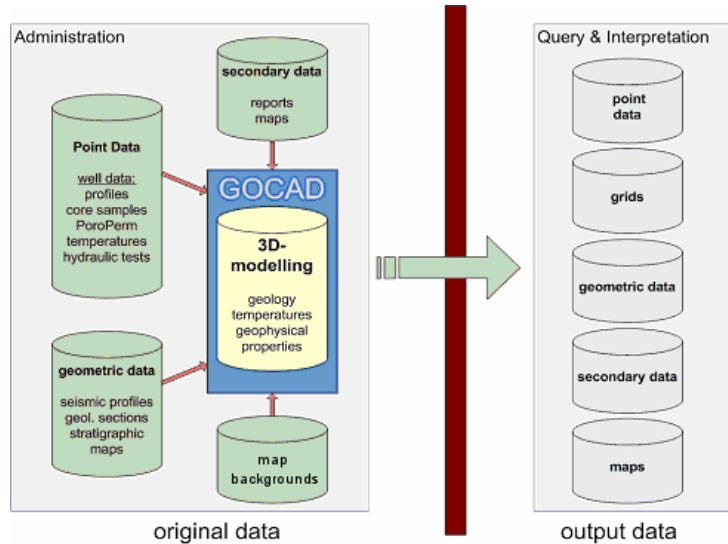 Administration
secondary data
reports
maps
Point Data
well data:
profiles
core samples
PoroPerm
temperatures
hydraulic tests
GOCAD
3D-
modelling
geology
temperatures
geophysical
properties
geometric data
seismic profiles
geol. sections
stratigraphic
maps
map
backgrounds
original data
Query & Interpretation
point
data
grids
geometric data
secondary data
maps
output data